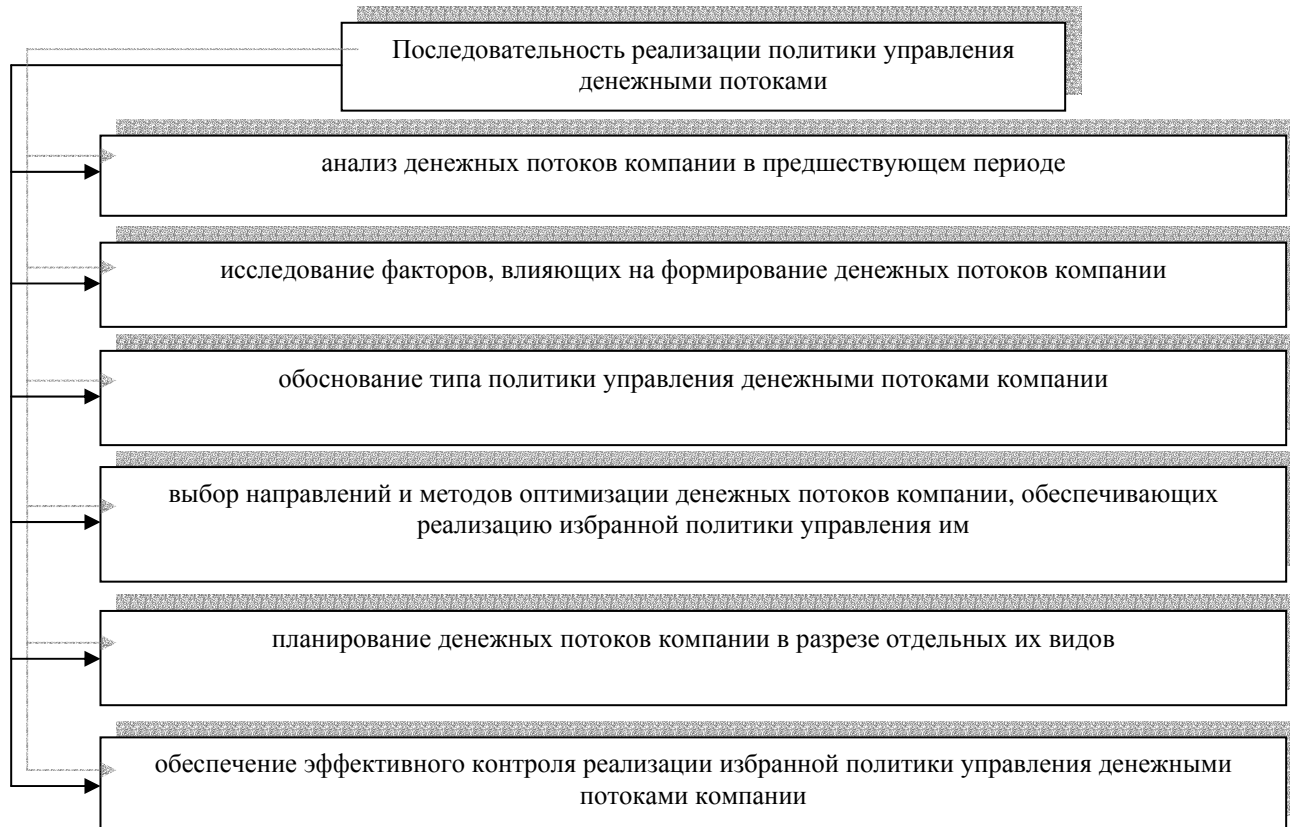 Последовательность реализации политики управления
денежными потоками
анализ денежных потоков компании в предшествующем периоде
исследование факторов, влияющих на формирование денежных потоков компании
обоснование типа политики управления денежными потоками компании
выбор направлений и методов оптимизации денежных потоков компании, обеспечивающих
реализацию избранной политики управления им
планирование денежных потоков компании в разрезе отдельных их видов
обеспечение эффективного контроля реализации избранной политики управления денежными
потоками компании